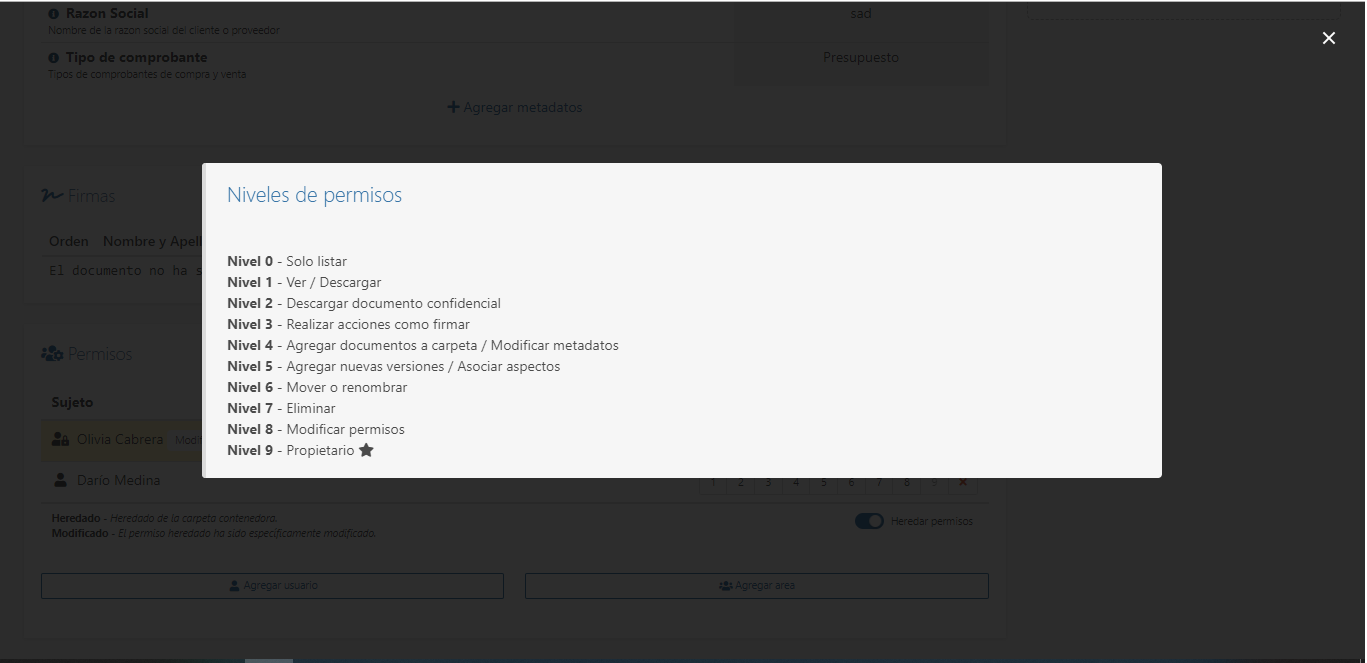 Razon Social
sad
Nombre de la razon social del cliente o proveedor
Tipo de comprobante
Presupuesto
Tipos de comprobantes de compra y venta
Agregar metadatos
Firmas
Orden Nombre y Apell
El documento no ha s
Niveles de permisos
Nivel 0 - Solo listar
Nivel 1 - Ver / Descargar
Nivel 2 - Descargar documento confidencial
Nivel 3 - Realizar acciones como firmar
Nivel 4 - Agregar documentos a carpeta / Modificar metadatos
Nivel 5 - Agregar nuevas versiones / Asociar aspectos
Nivel 6 - Mover o renombrar
Nivel 7 - Eliminar
Nivel 8 - Modificar permisos
Nivel 9 - Propietario
Permisos
Sujeto
Olivia Cabrera Modif
Darío Medina
1 2 3 4 5 6 7 8 9
Heredado - Heredado de la carpeta contenedora.
Modificado - El permiso heredado ha sido especificamente modificado.
Heredar permisos
Agregar usuario
Agregar area